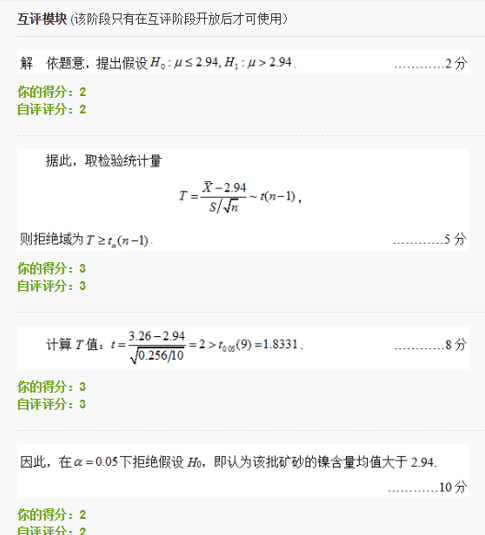 互评模块 (该阶段只有在互评阶段开放后才可使用)
解 依题意，提出假设 H₀ : μ ≤ 2.94, H₁ : μ > 2.94 . …………2 分
你的得分：2
自评评分：2
据此，取检验统计量
T = (X̄ − 2.94)/(S/√n) ~ t(n−1) ,
则拒绝域为 T ≥ tα(n−1) . …………5 分
你的得分：3
自评评分：3
计算 T 值：t = (3.26 − 2.94)/√(0.256/10) = 2 > t₀.₀₅(9) = 1.8331 . …………8 分
你的得分：3
自评评分：3
因此，在 α = 0.05 下拒绝假设 H₀，即认为该批矿砂的镍含量均值大于 2.94.
…………10 分
你的得分：2
自评评分：2